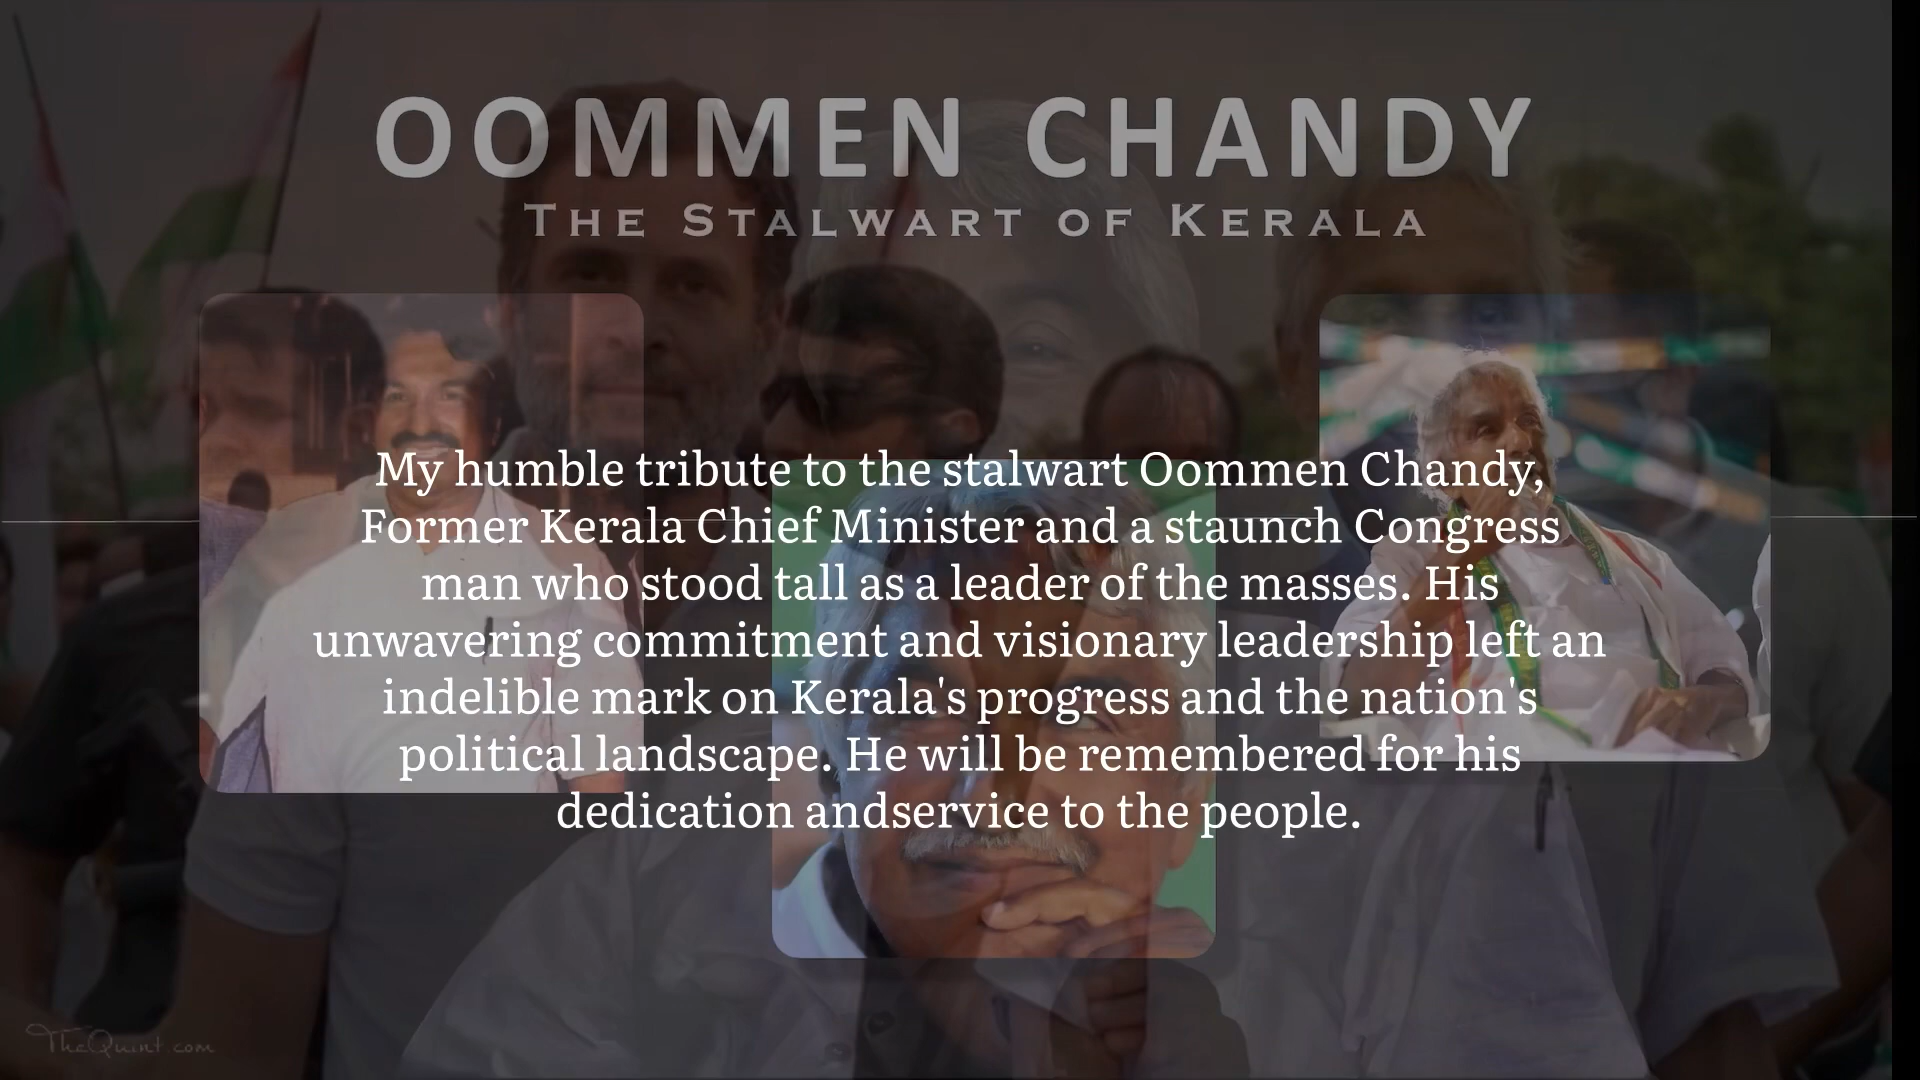 OOMMEN CHANDY
THE STALWART OF KERALA
My humble tribute to the stalwart Oommen Chandy,
Former Kerala Chief Minister and a staunch Congress
man who stood tall as a leader of the masses. His
unwavering commitment and visionary leadership left an
indelible mark on Kerala's progress and the nation's
political landscape. He will be remembered for his
dedication andservice to the people.
TheQuint.com